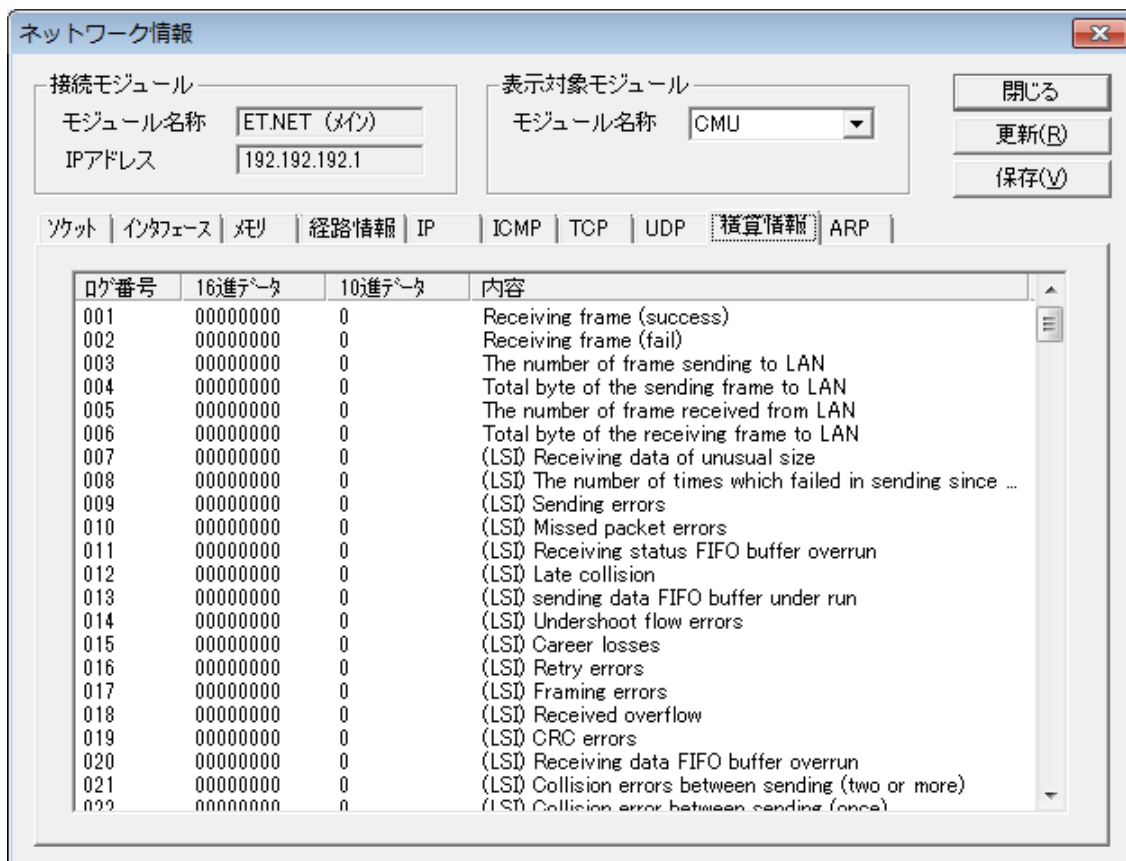 ネットワーク情報
接続モジュール
モジュール名称 ET.NET (メイン)
IPアドレス 192.192.192.1
表示対象モジュール
モジュール名称 CMU
閉じる
更新(R)
保存(V)
ソケット インタフェース メモリ 経路情報 IP ICMP TCP UDP 積算情報 ARP
ログ番号 16進データ 10進データ 内容
001 00000000 0 Receiving frame (success)
002 00000000 0 Receiving frame (fail)
003 00000000 0 The number of frame sending to LAN
004 00000000 0 Total byte of the sending frame to LAN
005 00000000 0 The number of frame received from LAN
006 00000000 0 Total byte of the receiving frame to LAN
007 00000000 0 (LSI) Receiving data of unusual size
008 00000000 0 (LSI) The number of times which failed in sending since ...
009 00000000 0 (LSI) Sending errors
010 00000000 0 (LSI) Missed packet errors
011 00000000 0 (LSI) Receiving status FIFO buffer overrun
012 00000000 0 (LSI) Late collision
013 00000000 0 (LSI) sending data FIFO buffer under run
014 00000000 0 (LSI) Undershoot flow errors
015 00000000 0 (LSI) Career losses
016 00000000 0 (LSI) Retry errors
017 00000000 0 (LSI) Framing errors
018 00000000 0 (LSI) Received overflow
019 00000000 0 (LSI) CRC errors
020 00000000 0 (LSI) Receiving data FIFO buffer overrun
021 00000000 0 (LSI) Collision errors between sending (two or more)
022 00000000 0 (LSI) Collision error between sending (once)